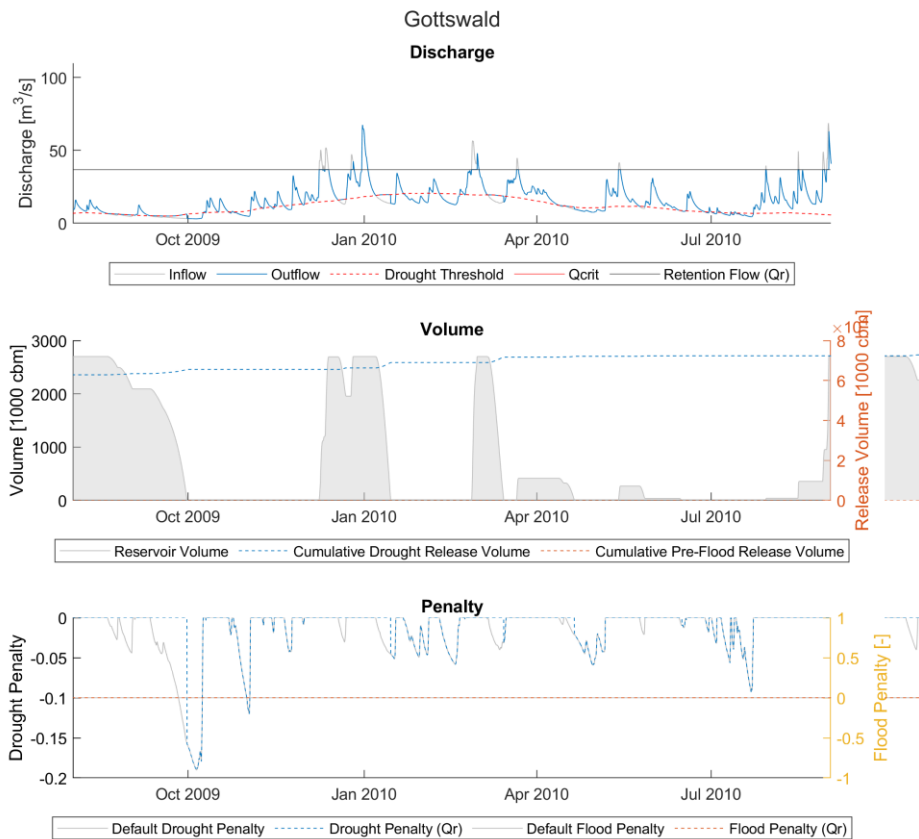 Gottswald
Discharge
Discharge [m³/s]
100
50
0
Oct 2009 Jan 2010 Apr 2010 Jul 2010
Inflow Outflow Drought Threshold Qcrit Retention Flow (Qr)
Volume
Volume [1000 cbm]
3000
2000
1000
0
8
6
4
2
0
Release Volume [1000 cbm]
Oct 2009 Jan 2010 Apr 2010 Jul 2010
Reservoir Volume Cumulative Drought Release Volume Cumulative Pre-Flood Release Volume
Penalty
Drought Penalty
0
-0.05
-0.1
-0.15
-0.2
1
0.5
0
-0.5
-1
Flood Penalty [-]
Oct 2009 Jan 2010 Apr 2010 Jul 2010
Default Drought Penalty Drought Penalty (Qr) Default Flood Penalty Flood Penalty (Qr)